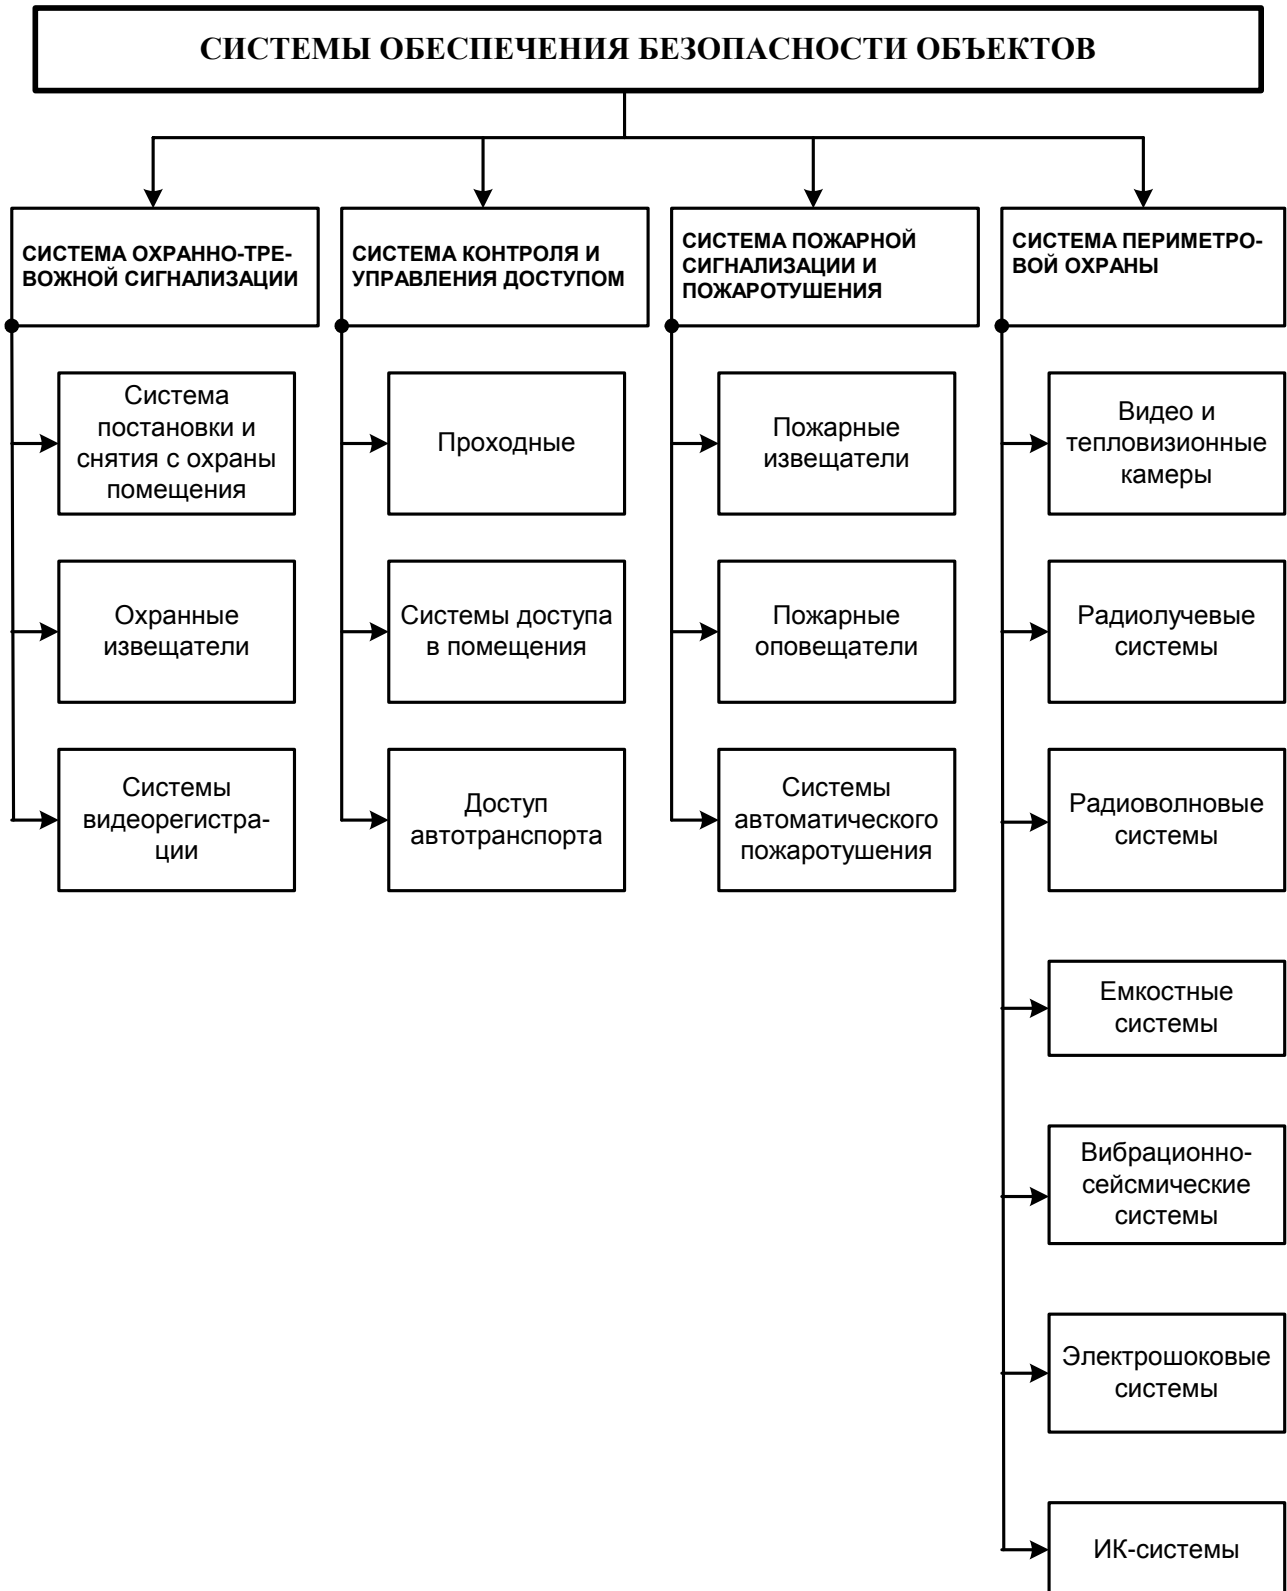 СИСТЕМЫ ОБЕСПЕЧЕНИЯ БЕЗОПАСНОСТИ ОБЪЕКТОВ
СИСТЕМА ОХРАННО-ТРЕ-
ВОЖНОЙ СИГНАЛИЗАЦИИ
Система
постановки и
снятия с охраны
помещения
Охранные
извещатели
Системы
видеорегистра-
ции
СИСТЕМА КОНТРОЛЯ И
УПРАВЛЕНИЯ ДОСТУПОМ
Проходные
Системы доступа
в помещения
Доступ
автотранспорта
СИСТЕМА ПОЖАРНОЙ
СИГНАЛИЗАЦИИ И
ПОЖАРОТУШЕНИЯ
Пожарные
извещатели
Пожарные
оповещатели
Системы
автоматического
пожаротушения
СИСТЕМА ПЕРИМЕТРО-
ВОЙ ОХРАНЫ
Видео и
тепловизионные
камеры
Радиолучевые
системы
Радиоволновые
системы
Емкостные
системы
Вибрационно-
сейсмические
системы
Электрошоковые
системы
ИК-системы